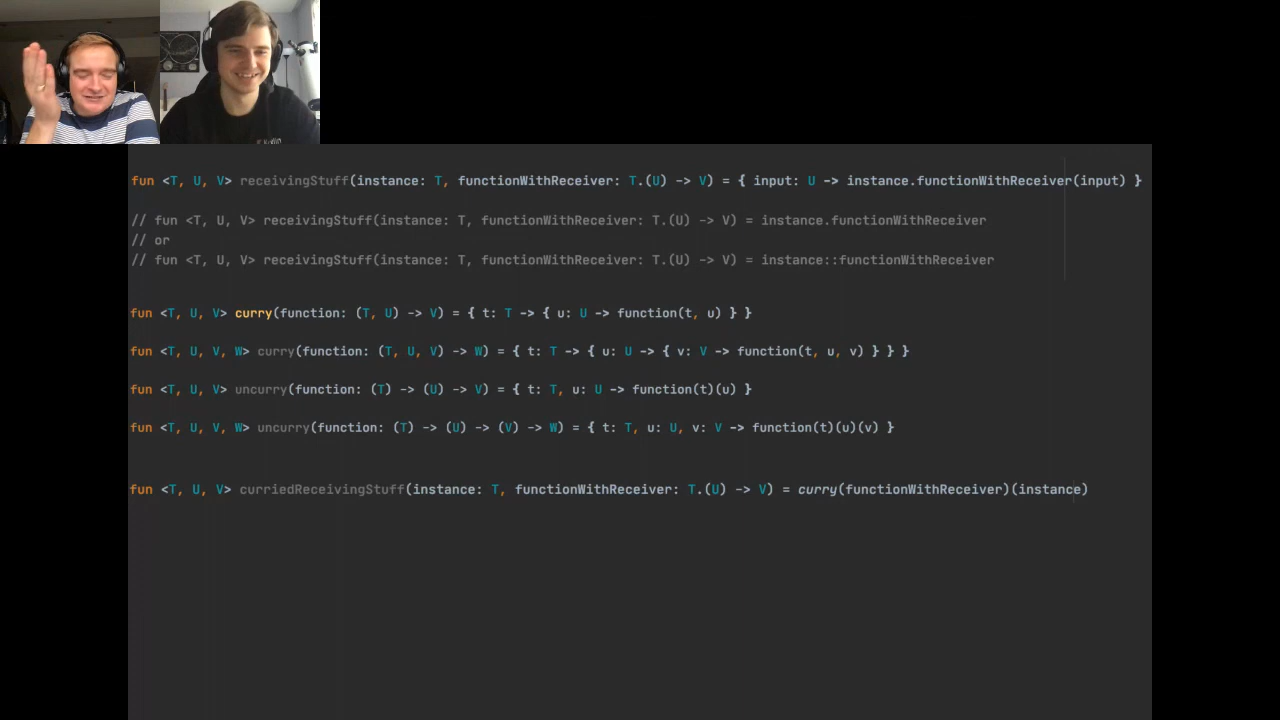 fun <T, U, V> receivingStuff(instance: T, functionWithReceiver: T.(U) -> V) = { input: U -> instance.functionWithReceiver(input) }
// fun <T, U, V> receivingStuff(instance: T, functionWithReceiver: T.(U) -> V) = instance.functionWithReceiver
// or
// fun <T, U, V> receivingStuff(instance: T, functionWithReceiver: T.(U) -> V) = instance::functionWithReceiver
fun <T, U, V> curry(function: (T, U) -> V) = { t: T -> { u: U -> function(t, u) } }
fun <T, U, V, W> curry(function: (T, U, V) -> W) = { t: T -> { u: U -> { v: V -> function(t, u, v) } } }
fun <T, U, V> uncurry(function: (T) -> (U) -> V) = { t: T, u: U -> function(t)(u) }
fun <T, U, V, W> uncurry(function: (T) -> (U) -> (V) -> W) = { t: T, u: U, v: V -> function(t)(u)(v) }
fun <T, U, V> curriedReceivingStuff(instance: T, functionWithReceiver: T.(U) -> V) = curry(functionWithReceiver)(instance)